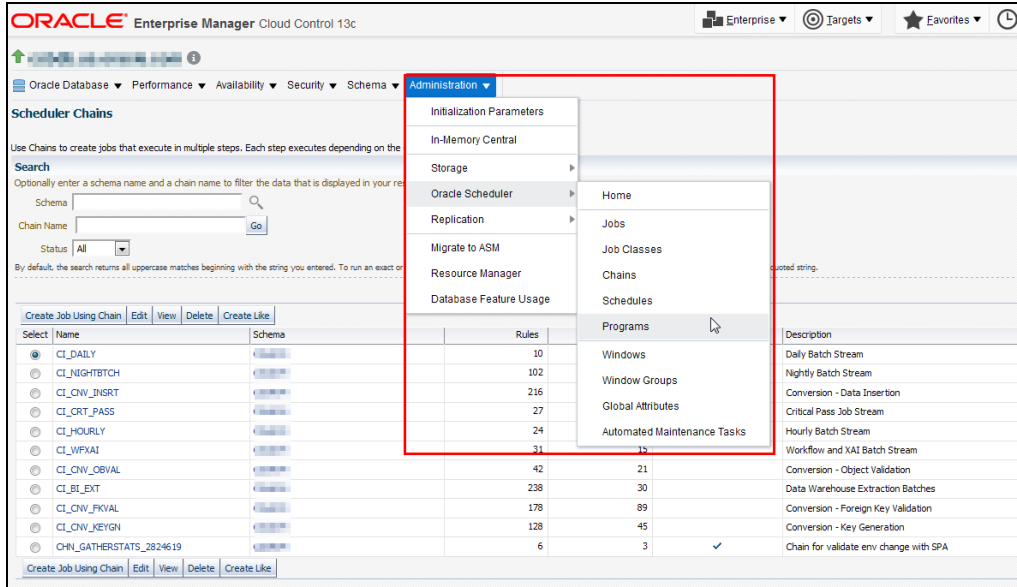 ORACLE Enterprise Manager Cloud Control 13c
Enterprise Targets Favorites
Oracle Database Performance Availability Security Schema Administration
Scheduler Chains
Use Chains to create jobs that execute in multiple steps. Each step executes depending on the
Search
Optionally enter a schema name and a chain name to filter the data that is displayed in your
Schema
Chain Name Go
Status All
By default, the search returns all uppercase matches beginning with the string you entered. To run an exact or
quoted string.
Initialization Parameters
In-Memory Central
Storage
Oracle Scheduler
Replication
Migrate to ASM
Resource Manager
Database Feature Usage
Home
Jobs
Job Classes
Chains
Schedules
Programs
Windows
Window Groups
Global Attributes
Automated Maintenance Tasks
Create Job Using Chain Edit View Delete Create Like
Select Name Schema Rules Description
CI_DAILY 10 Daily Batch Stream
CI_NIGHTBTCH 102 Nightly Batch Stream
CI_CNV_INSRT 216 Conversion - Data Insertion
CI_CRT_PASS 27 Critical Pass Job Stream
CI_HOURLY 24 Hourly Batch Stream
CI_WFXAI 31 15 Workflow and XAI Batch Stream
CI_CNV_OBVAL 42 21 Conversion - Object Validation
CI_BI_EXT 238 30 Data Warehouse Extraction Batches
CI_CNV_FKVAL 178 89 Conversion - Foreign Key Validation
CI_CNV_KEYGN 128 45 Conversion - Key Generation
CHN_GATHERSTATS_2824619 6 3 Chain for validate env change with SPA
Create Job Using Chain Edit View Delete Create Like